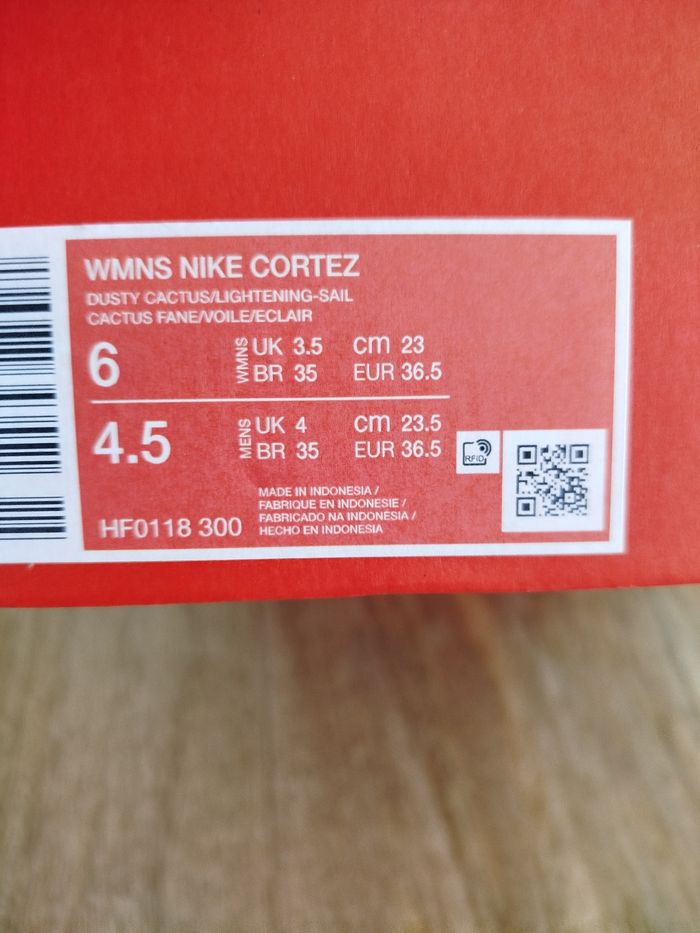 WMNS NIKE CORTEZ
DUSTY CACTUS/LIGHTENING-SAIL
CACTUS FANE/VOILE/ECLAIR
6 WMNS UK 3.5 cm 23
BR 35 EUR 36.5
4.5 MENS UK 4 cm 23.5
BR 35 EUR 36.5
RFID
MADE IN INDONESIA /
FABRIQUE EN INDONESIE /
FABRICADO NA INDONÉSIA /
HECHO EN INDONESIA
HF0118 300